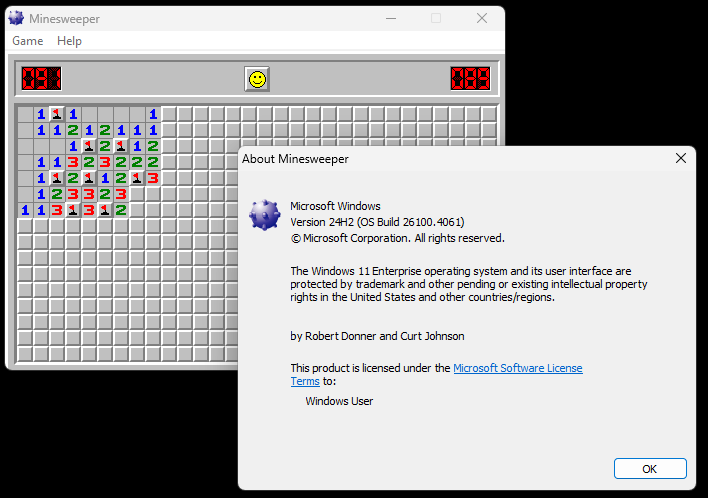 Minesweeper
Game Help
091
1 1 1 1
1 1 2 1 2 1 1 1
1 1 2 1 1 2
1 1 3 2 3 2 2 2
1 1 2 1 1 2 1 3
1 2 3 3 2 3
1 1 3 1 3 1 2
About Minesweeper
Microsoft Windows
Version 24H2 (OS Build 26100.4061)
© Microsoft Corporation. All rights reserved.
The Windows 11 Enterprise operating system and its user interface are
protected by trademark and other pending or existing intellectual property
rights in the United States and other countries/regions.
by Robert Donner and Curt Johnson
This product is licensed under the Microsoft Software License
Terms to:
Windows User
OK